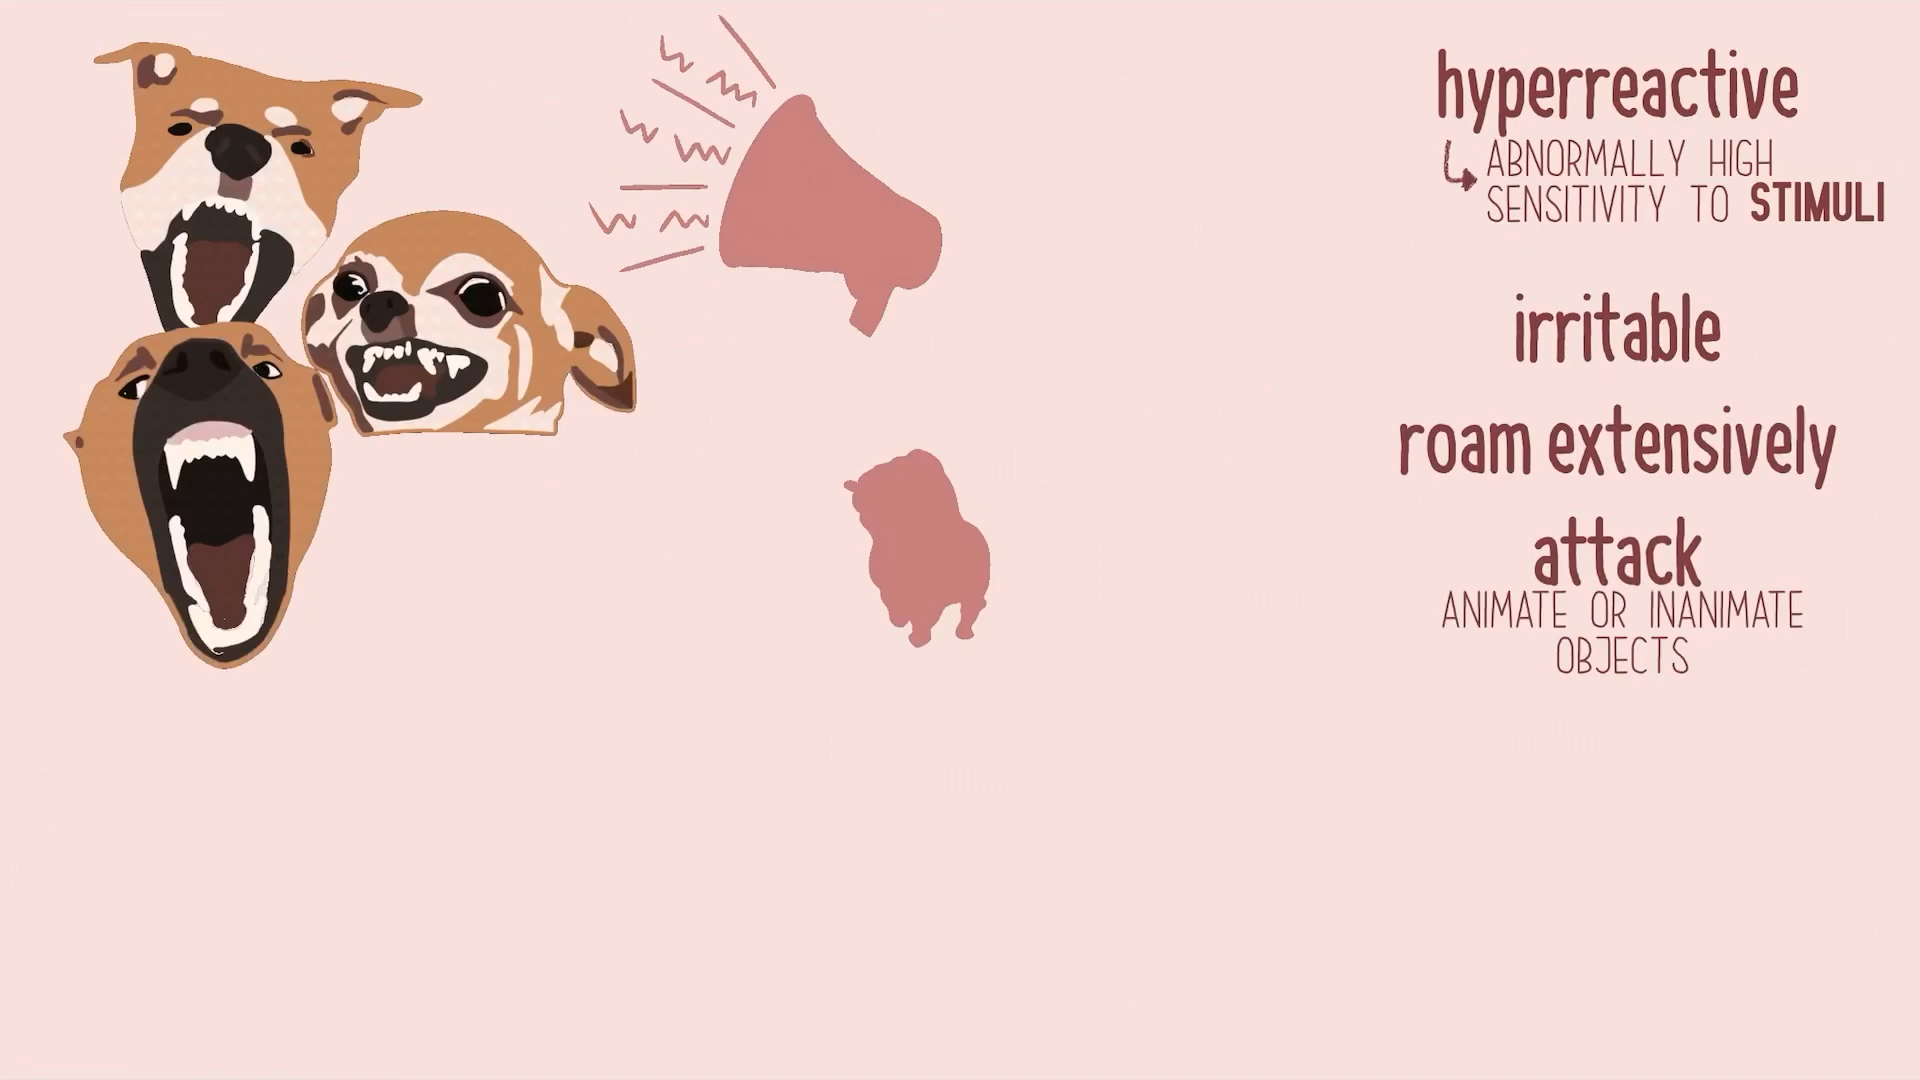 hyperreactive
ABNORMALLY HIGH
SENSITIVITY TO STIMULI
irritable
roam extensively
attack
ANIMATE OR INANIMATE
OBJECTS